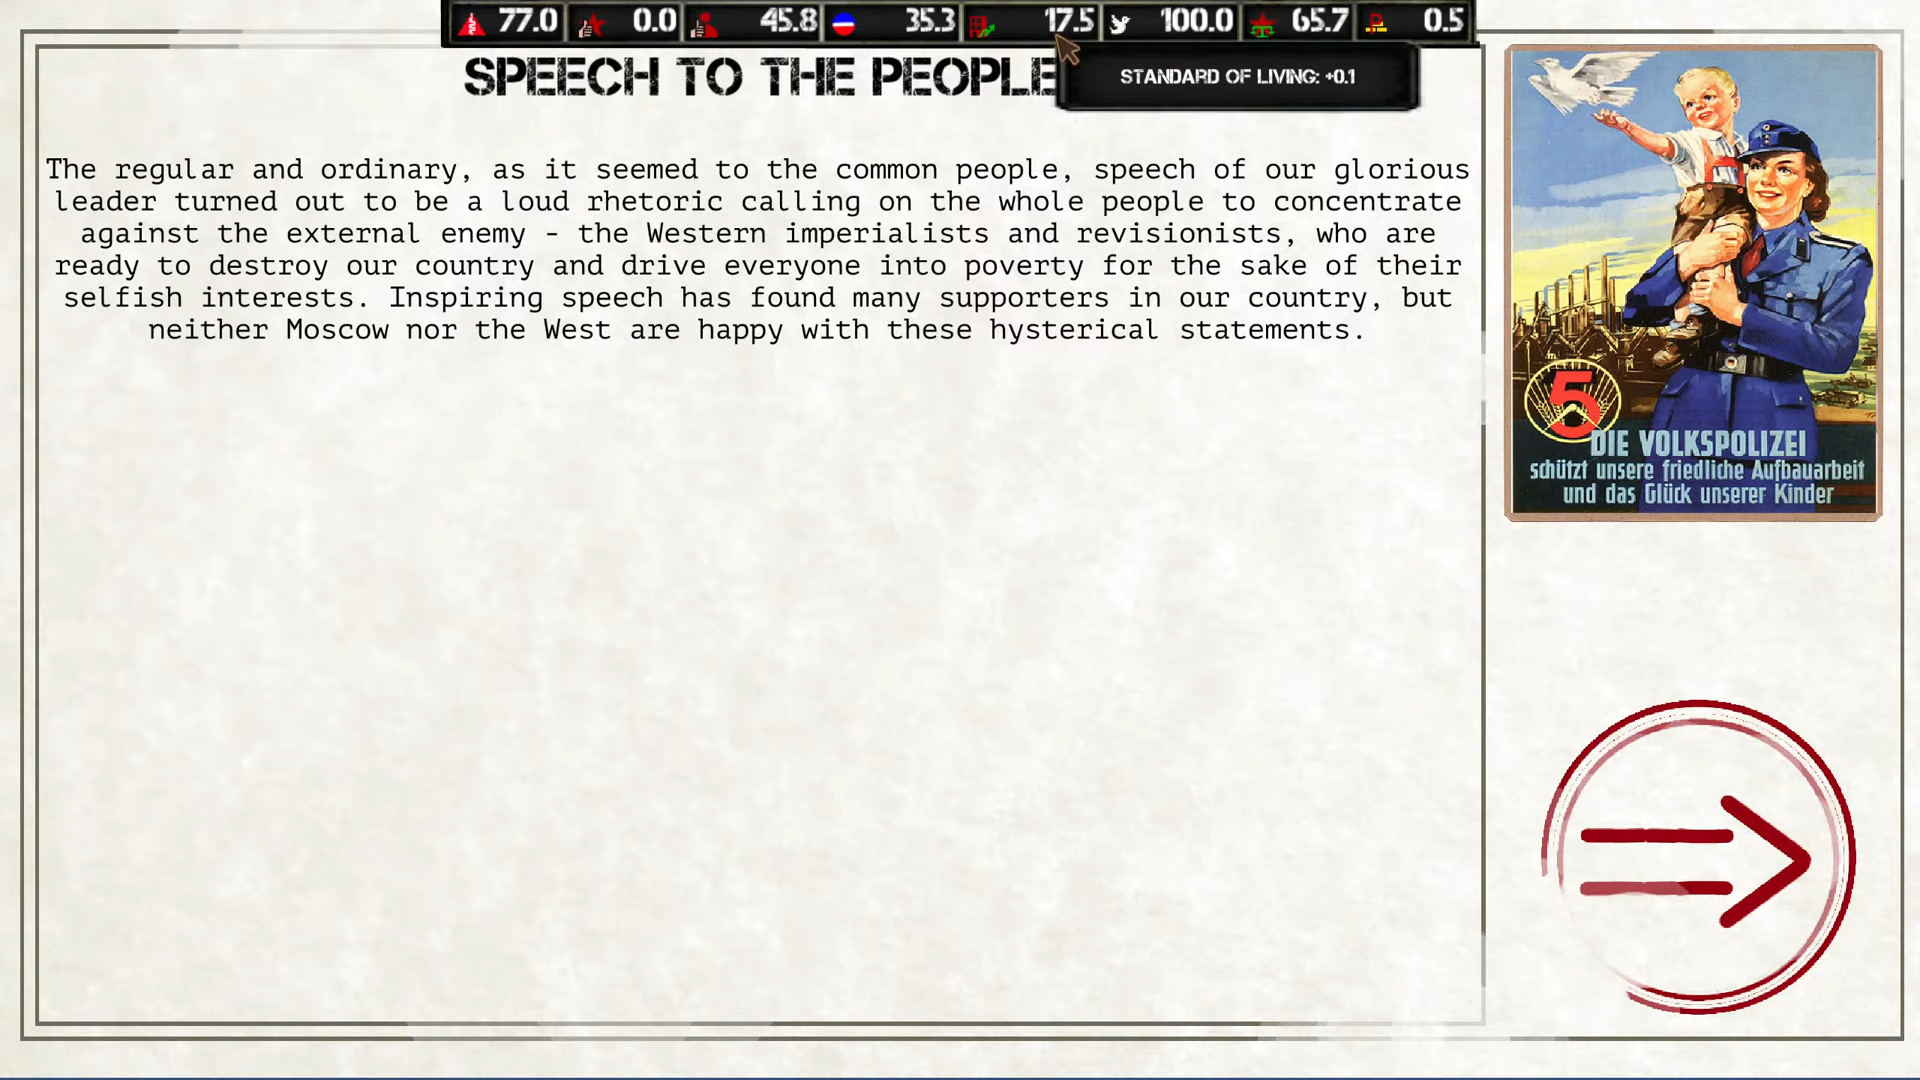 77.0 0.0 45.8 35.3 17.5 100.0 65.7 0.5
SPEECH TO THE PEOPLE
STANDARD OF LIVING: +0.1
The regular and ordinary, as it seemed to the common people, speech of our glorious
leader turned out to be a loud rhetoric calling on the whole people to concentrate
against the external enemy - the Western imperialists and revisionists, who are
ready to destroy our country and drive everyone into poverty for the sake of their
selfish interests. Inspiring speech has found many supporters in our country, but
neither Moscow nor the West are happy with these hysterical statements.
5
DIE VOLKSPOLIZEI
schützt unsere friedliche Aufbauarbeit
und das Glück unserer Kinder